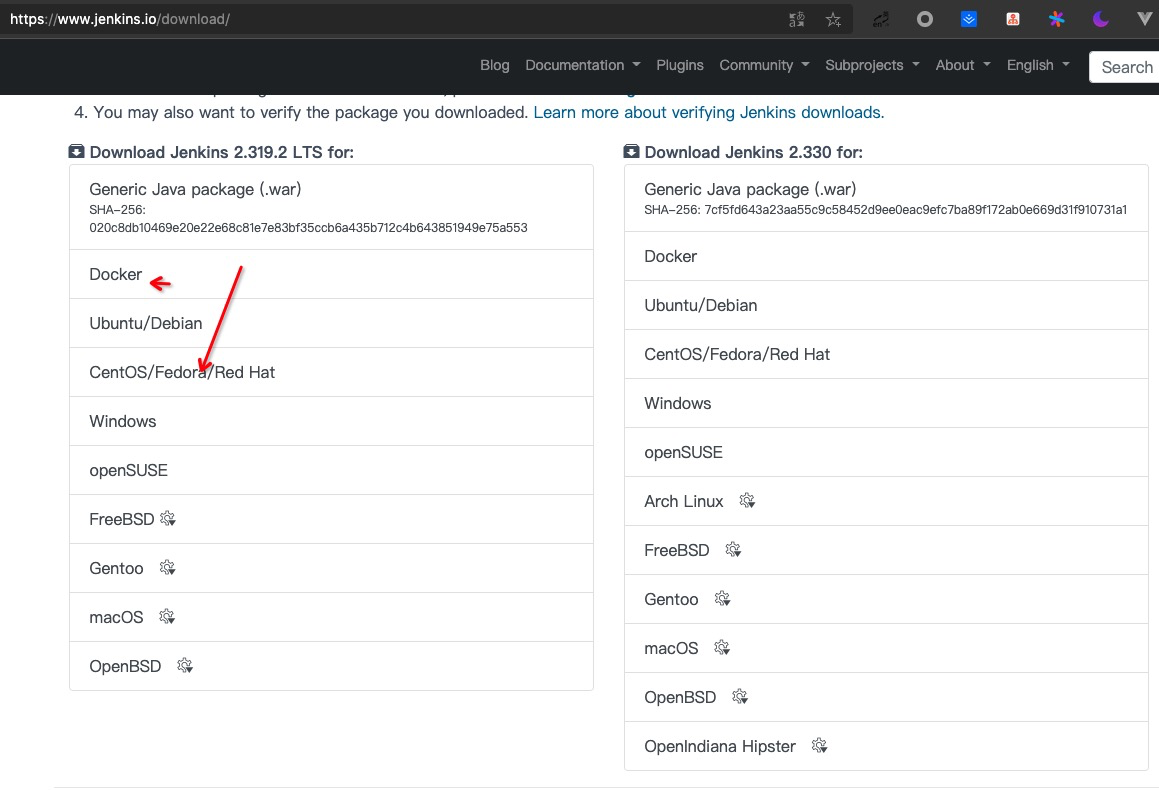 https://www.jenkins.io/download/
Blog Documentation Plugins Community Subprojects About English Search
4. You may also want to verify the package you downloaded. Learn more about verifying Jenkins downloads.
Download Jenkins 2.319.2 LTS for:
Generic Java package (.war)
SHA-256:
020c8db10469e20e22e68c81e7e83bf35ccb6a435b712c4b643851949e75a553
Docker
Ubuntu/Debian
CentOS/Fedora/Red Hat
Windows
openSUSE
FreeBSD
Gentoo
macOS
OpenBSD
Download Jenkins 2.330 for:
Generic Java package (.war)
SHA-256: 7cf5fd643a23aa55c9c58452d9ee0eac9efc7ba89f172ab0e669d31f910731a1
Docker
Ubuntu/Debian
CentOS/Fedora/Red Hat
Windows
openSUSE
Arch Linux
FreeBSD
Gentoo
macOS
OpenBSD
OpenIndiana Hipster